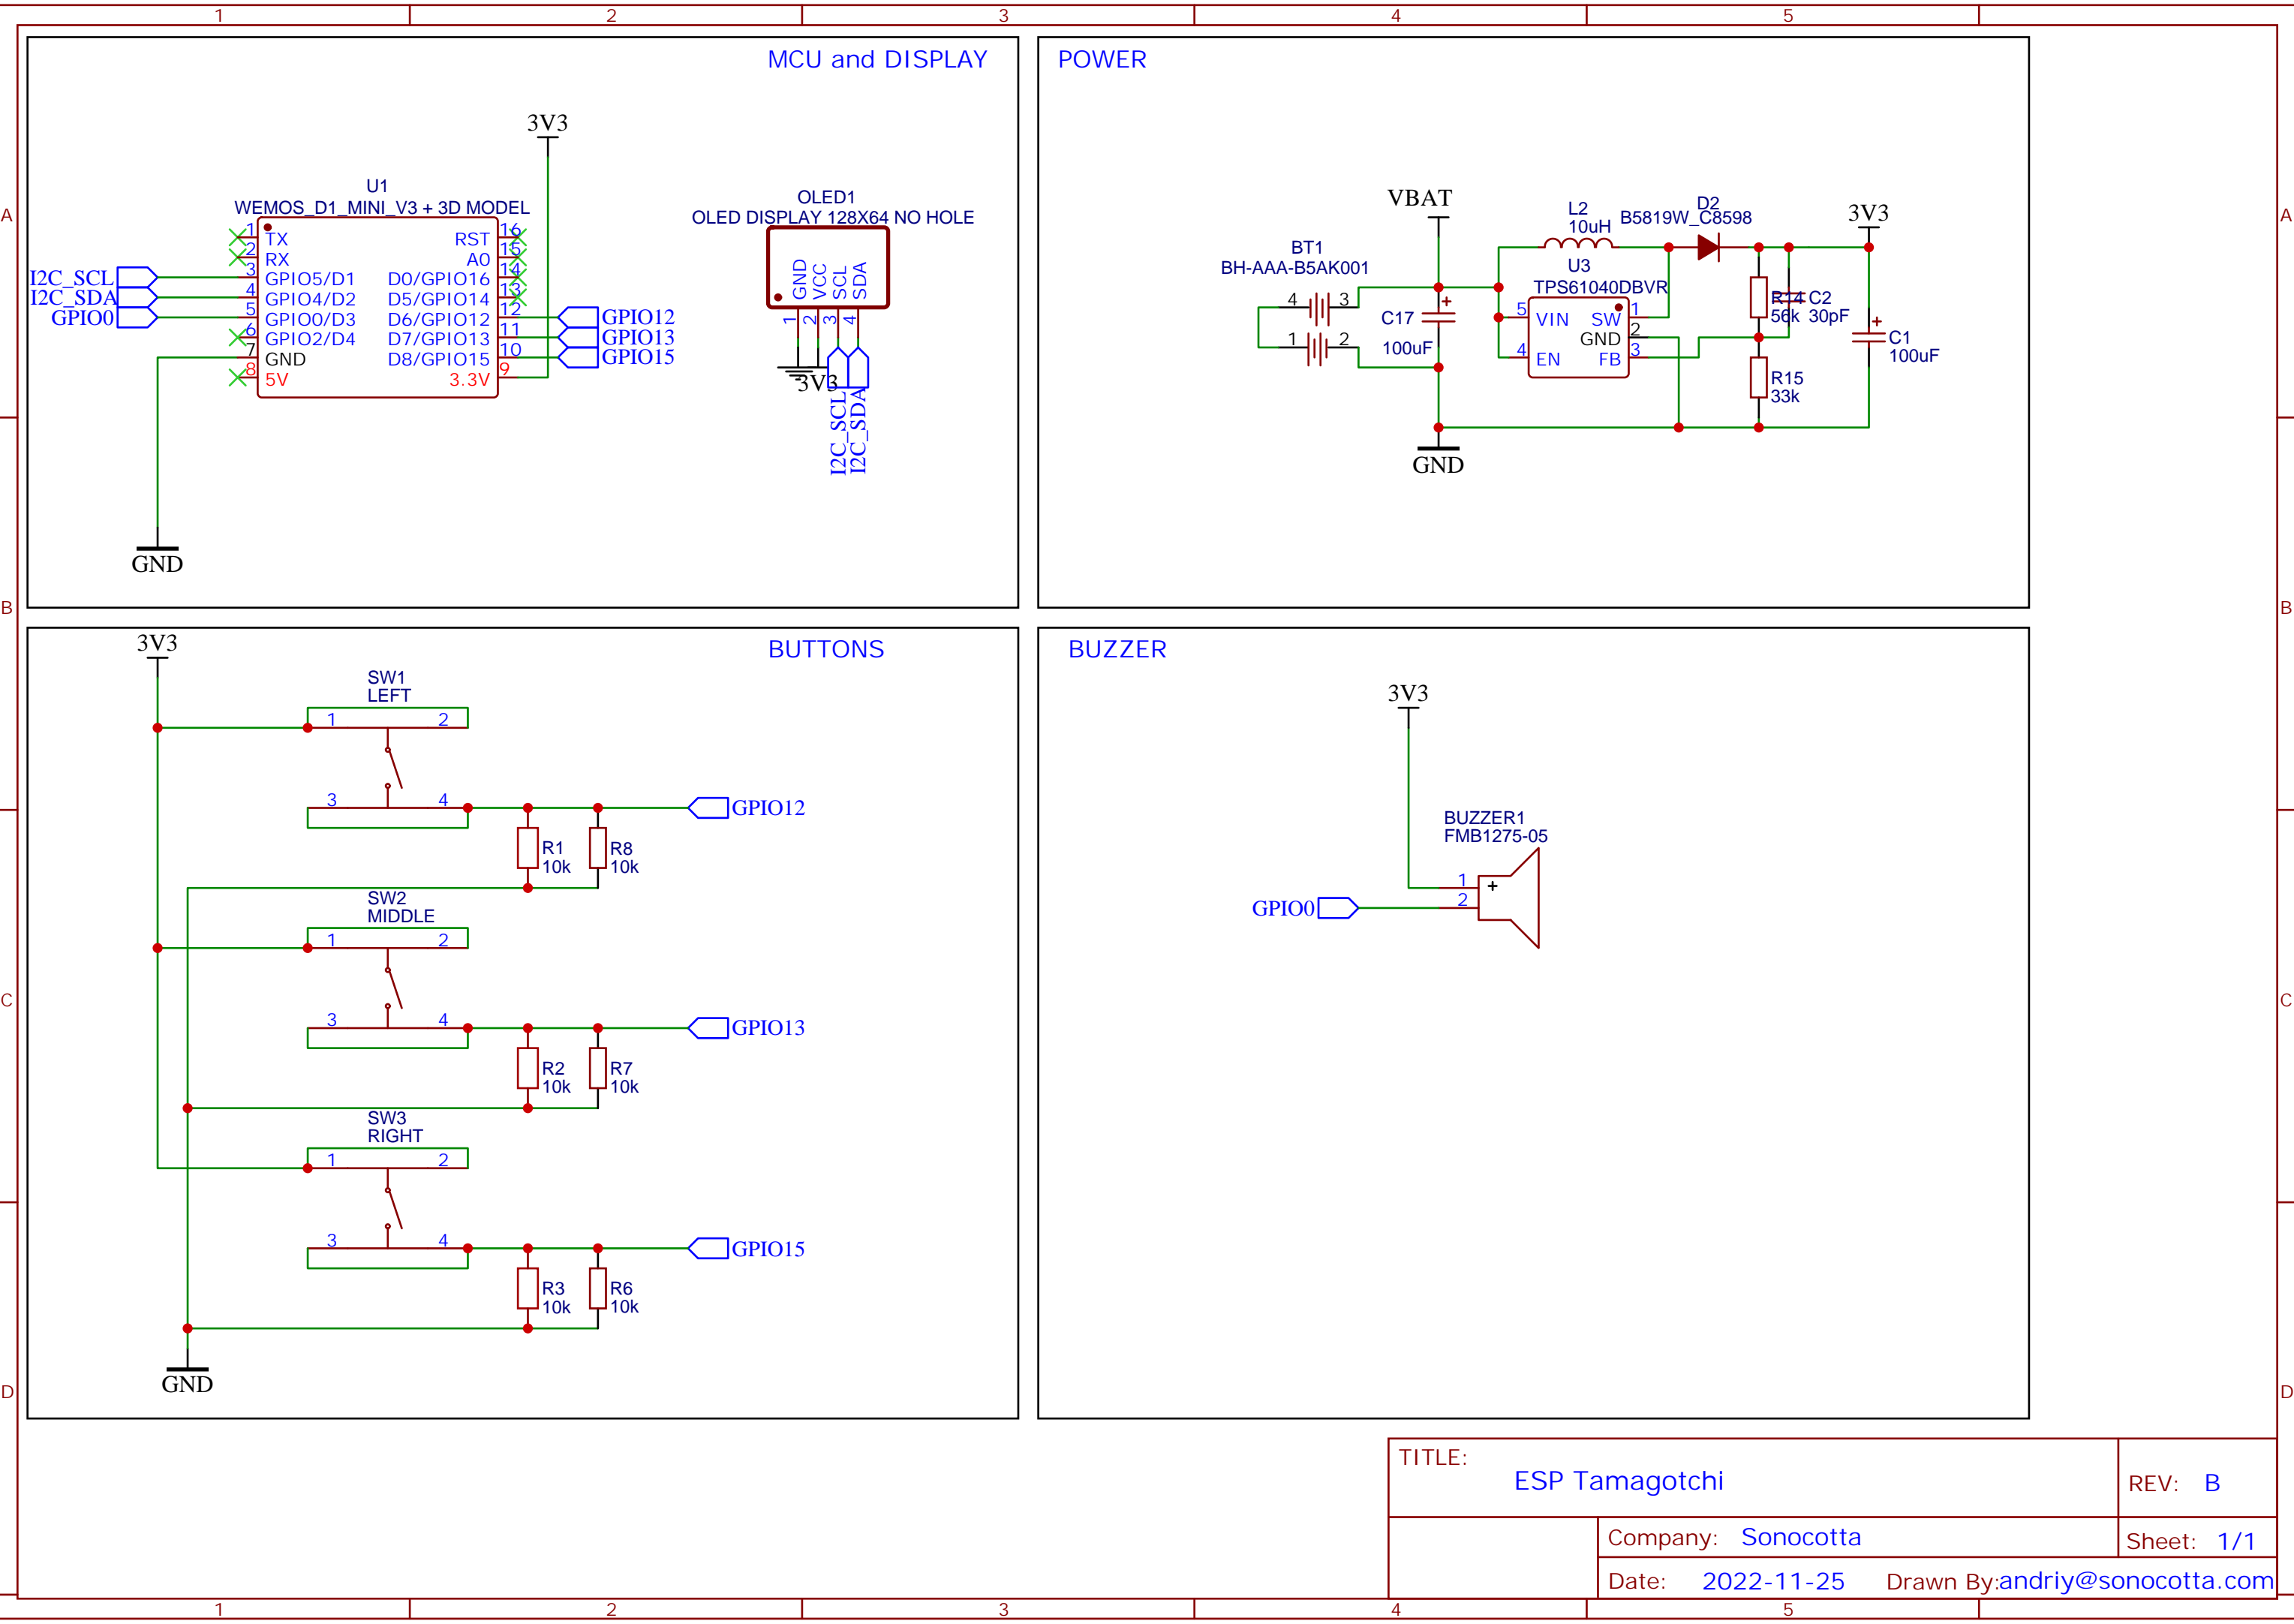 1 2 3 4 5
A
B
C
D
MCU and DISPLAY
3V3
U1
WEMOS_D1_MINI_V3 + 3D MODEL
1 TX
2 RX
3 GPIO5/D1
4 GPIO4/D2
5 GPIO0/D3
6 GPIO2/D4
7 GND
8 5V
RST 16
A0 15
D0/GPIO16 14
D5/GPIO14 13
D6/GPIO12 12
D7/GPIO13 11
D8/GPIO15 10
3.3V 9
I2C_SCL
I2C_SDA
GPIO0
GPIO12
GPIO13
GPIO15
GND
OLED1
OLED DISPLAY 128X64 NO HOLE
GND
VCC
SCL
SDA
1
2
3
4
3V3
I2C_SCL
I2C_SDA
POWER
VBAT
BT1
BH-AAA-B5AK001
4 3
1 2
C17
100uF
GND
L2
10uH
U3
TPS61040DBVR
5 VIN
4 EN
SW 1
GND 2
FB 3
D2
B5819W_C8598
R14
56k
C2
30pF
R15
33k
3V3
C1
100uF
BUTTONS
3V3
SW1
LEFT
1 2
3 4
GPIO12
R1
10k
R8
10k
SW2
MIDDLE
1 2
3 4
GPIO13
R2
10k
R7
10k
SW3
RIGHT
1 2
3 4
GPIO15
R3
10k
R6
10k
GND
BUZZER
3V3
BUZZER1
FMB1275-05
1 +
2
GPIO0
A
B
C
D
TITLE:
ESP Tamagotchi
REV: B
Company: Sonocotta
Sheet: 1/1
Date: 2022-11-25
Drawn By: andriy@sonocotta.com
1 2 3 4 5